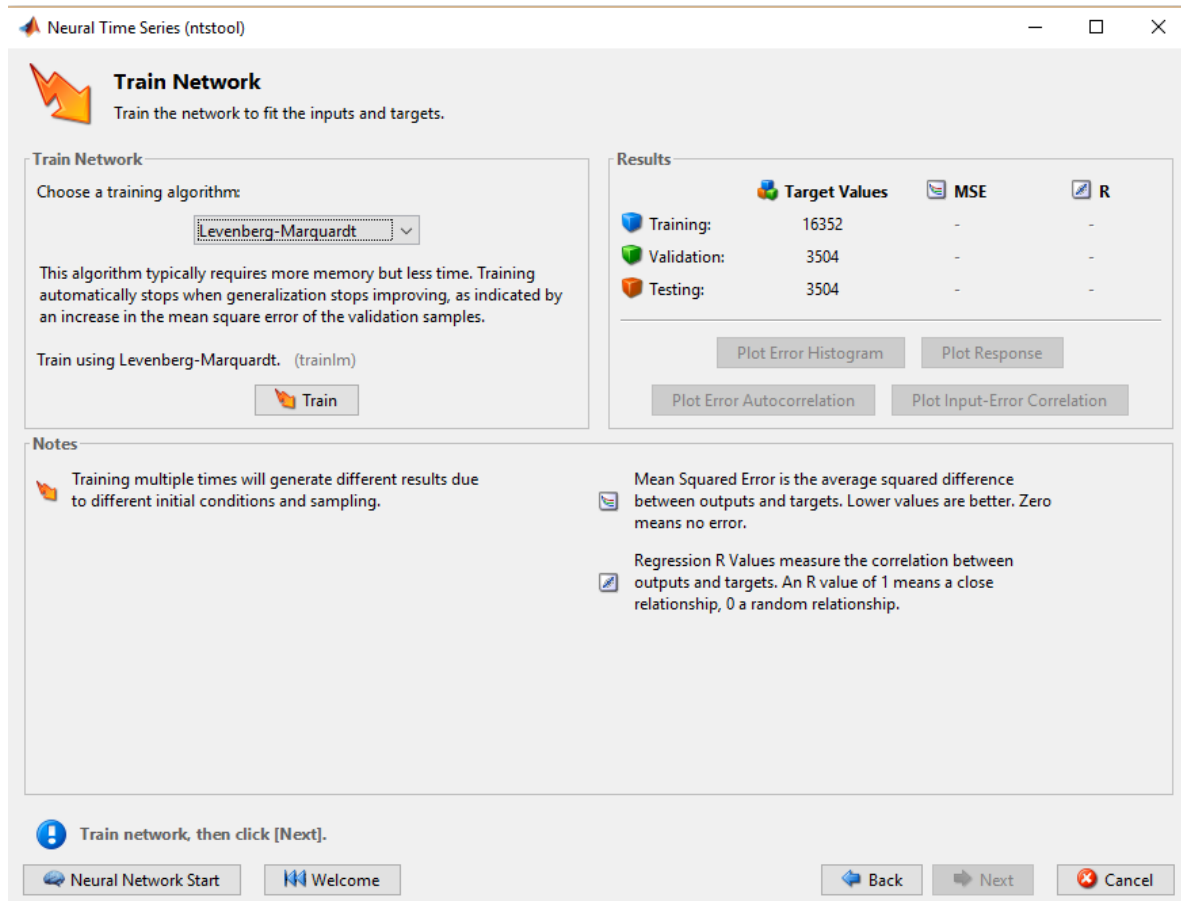 Neural Time Series (ntstool)
Train Network
Train the network to fit the inputs and targets.
Train Network
Choose a training algorithm:
Levenberg-Marquardt
This algorithm typically requires more memory but less time. Training
automatically stops when generalization stops improving, as indicated by
an increase in the mean square error of the validation samples.
Train using Levenberg-Marquardt. (trainlm)
Train
Results
Target Values MSE R
Training: 16352 - -
Validation: 3504 - -
Testing: 3504 - -
Plot Error Histogram Plot Response
Plot Error Autocorrelation Plot Input-Error Correlation
Notes
Training multiple times will generate different results due
to different initial conditions and sampling.
Mean Squared Error is the average squared difference
between outputs and targets. Lower values are better. Zero
means no error.
Regression R Values measure the correlation between
outputs and targets. An R value of 1 means a close
relationship, 0 a random relationship.
Train network, then click [Next].
Neural Network Start Welcome Back Next Cancel